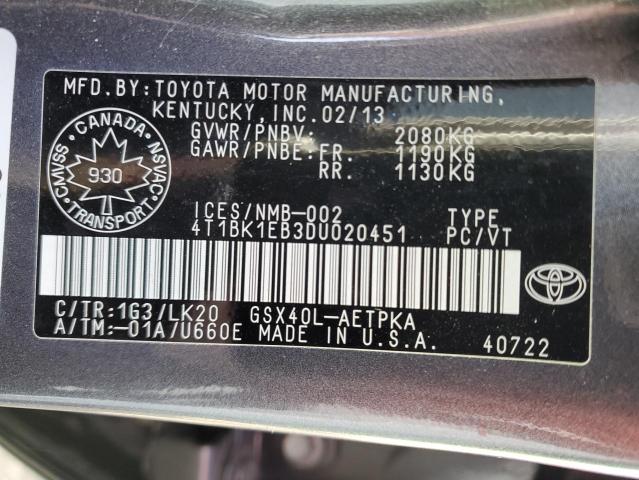 MFD.BY:TOYOTA MOTOR MANUFACTURING,
KENTUCKY,INC.02/13
GVWR/PNBV: 2080KG
GAWR/PNBE:FR. 1190KG
RR. 1130KG
CANADA
CMVSS NSVAC
930
TRANSPORT
ICES/NMB-002 TYPE
4T1BK1EB3DU020451 PC/VT
C/TR:1G3/LK20 GSX40L-AETPKA
A/TM:-01A/U660E MADE IN U.S.A. 40722
TOYOTA